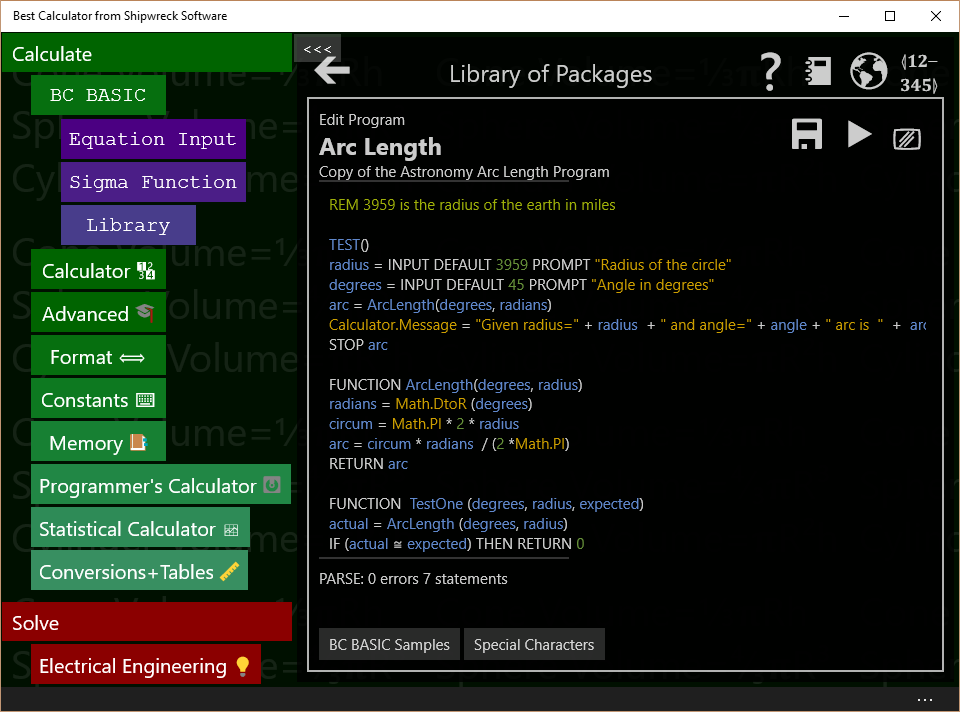 Best Calculator from Shipwreck Software
Calculate
BC BASIC
Equation Input
Sigma Function
Library
Calculator
Advanced
Format
Constants
Memory
Programmer's Calculator
Statistical Calculator
Conversions+Tables
Solve
Electrical Engineering
<<<
Library of Packages
?
⟨12–
345⟩
Edit Program
Arc Length
Copy of the Astronomy Arc Length Program
REM 3959 is the radius of the earth in miles
TEST()
radius = INPUT DEFAULT 3959 PROMPT "Radius of the circle"
degrees = INPUT DEFAULT 45 PROMPT "Angle in degrees"
arc = ArcLength(degrees, radians)
Calculator.Message = "Given radius=" + radius  + " and angle=" + angle + " arc is  "  +  arc
STOP arc
FUNCTION ArcLength(degrees, radius)
radians = Math.DtoR (degrees)
circum = Math.PI * 2 * radius
arc = circum * radians  / (2 *Math.PI)
RETURN arc
FUNCTION  TestOne (degrees, radius, expected)
actual = ArcLength (degrees, radius)
IF (actual ≅ expected) THEN RETURN 0
PARSE: 0 errors 7 statements
BC BASIC Samples
Special Characters
...